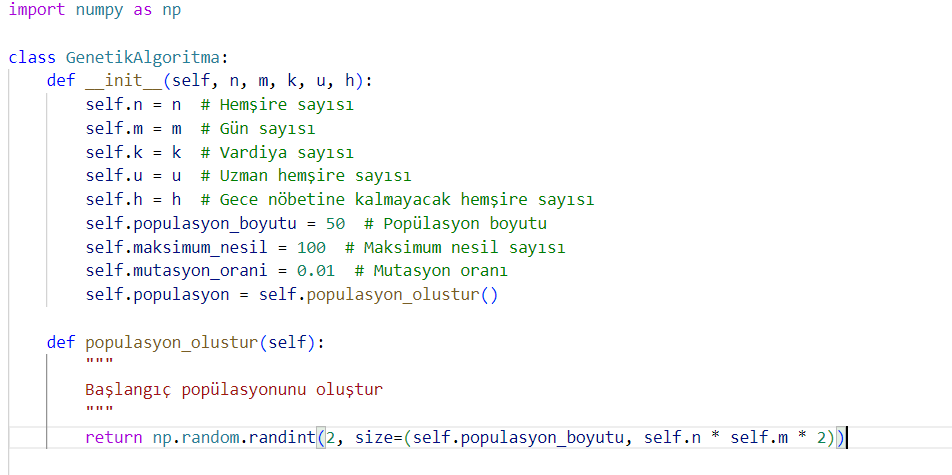 import numpy as np
class GenetikAlgoritma:
def __init__(self, n, m, k, u, h):
self.n = n  # Hemşire sayısı
self.m = m  # Gün sayısı
self.k = k  # Vardiya sayısı
self.u = u  # Uzman hemşire sayısı
self.h = h  # Gece nöbetine kalmayacak hemşire sayısı
self.populasyon_boyutu = 50  # Popülasyon boyutu
self.maksimum_nesil = 100  # Maksimum nesil sayısı
self.mutasyon_orani = 0.01  # Mutasyon oranı
self.populasyon = self.populasyon_olustur()
def populasyon_olustur(self):
"""
Başlangıç popülasyonunu oluştur
"""
return np.random.randint(2, size=(self.populasyon_boyutu, self.n * self.m * 2))